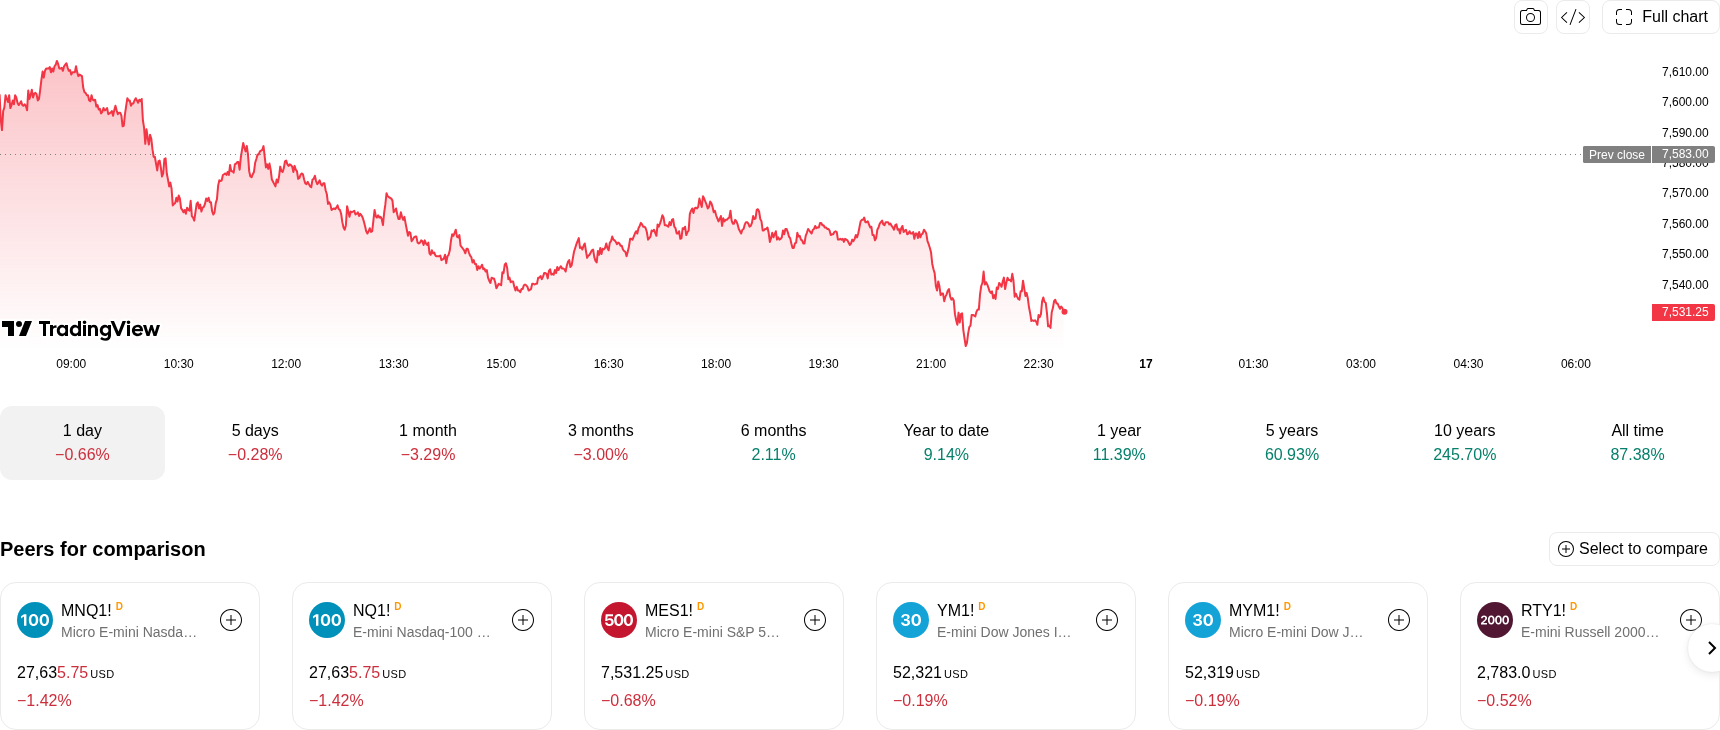 Full chart
7,610.00
7,600.00
7,590.00
Prev close 7,583.00
7,580.00
7,570.00
7,560.00
7,550.00
7,540.00
7,531.25
TradingView
09:00 10:30 12:00 13:30 15:00 16:30 18:00 19:30 21:00 22:30 17 01:30 03:00 04:30 06:00
1 day 5 days 1 month 3 months 6 months Year to date 1 year 5 years 10 years All time
−0.66% −0.28% −3.29% −3.00% 2.11% 9.14% 11.39% 60.93% 245.70% 87.38%
Peers for comparison
Select to compare
100 MNQ1! D
Micro E-mini Nasda…
27,635.75 USD
−1.42%
100 NQ1! D
E-mini Nasdaq-100 …
27,635.75 USD
−1.42%
500 MES1! D
Micro E-mini S&P 5…
7,531.25 USD
−0.68%
30 YM1! D
E-mini Dow Jones I…
52,321 USD
−0.19%
30 MYM1! D
Micro E-mini Dow J…
52,319 USD
−0.19%
2000 RTY1! D
E-mini Russell 2000…
2,783.0 USD
−0.52%